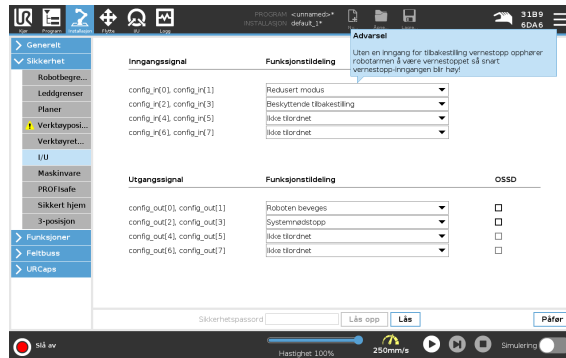 PROGRAM <unnamed>*
INSTALLASJON default_1*
31B9
6DA6
Kjør
Program
Installasjon
Flytte
I/U
Logg
Advarsel
Uten en inngang for tilbakestilling vernestopp opphører
robotarmen å være vernestoppet så snart
vernestopp-inngangen blir høy!
Generelt
Sikkerhet
Robotbegre...
Leddgrenser
Planer
Verktøyposi...
Verktøyret...
I/U
Maskinvare
PROFIsafe
Sikkert hjem
3-posisjon
Funksjoner
Feltbuss
URCaps
Inngangssignal Funksjonstildeling
config_in[0], config_in[1] Redusert modus
config_in[2], config_in[3] Beskyttende tilbakestilling
config_in[4], config_in[5] Ikke tilordnet
config_in[6], config_in[7] Ikke tilordnet
Utgangssignal Funksjonstildeling OSSD
config_out[0], config_out[1] Roboten beveges
config_out[2], config_out[3] Systemnødstopp
config_out[4], config_out[5] Ikke tilordnet
config_out[6], config_out[7] Ikke tilordnet
Sikkerhetspassord Lås opp Lås Påfør
Slå av
Hastighet 100%
250mm/s
Simulering